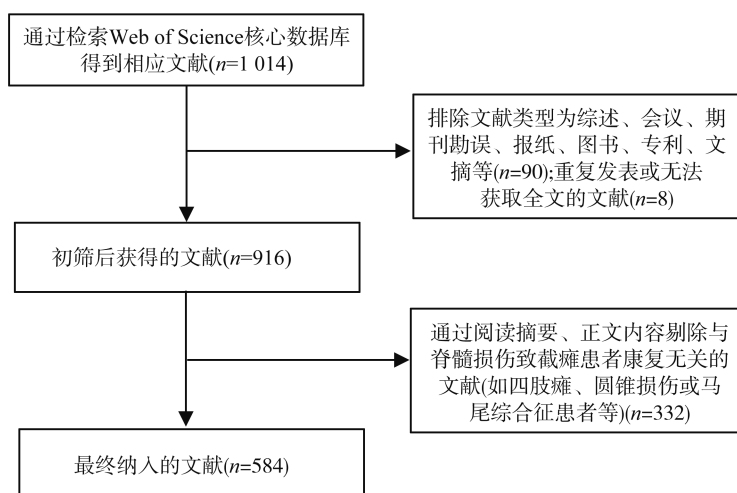 通过检索Web of Science核心数据库
得到相应文献(n=1 014)
排除文献类型为综述、会议、期
刊勘误、报纸、图书、专利、文
摘等(n=90);重复发表或无法
获取全文的文献(n=8)
初筛后获得的文献(n=916)
通过阅读摘要、正文内容剔除与
脊髓损伤致截瘫患者康复无关的
文献(如四肢瘫、圆锥损伤或马
尾综合征患者等)(n=332)
最终纳入的文献(n=584)